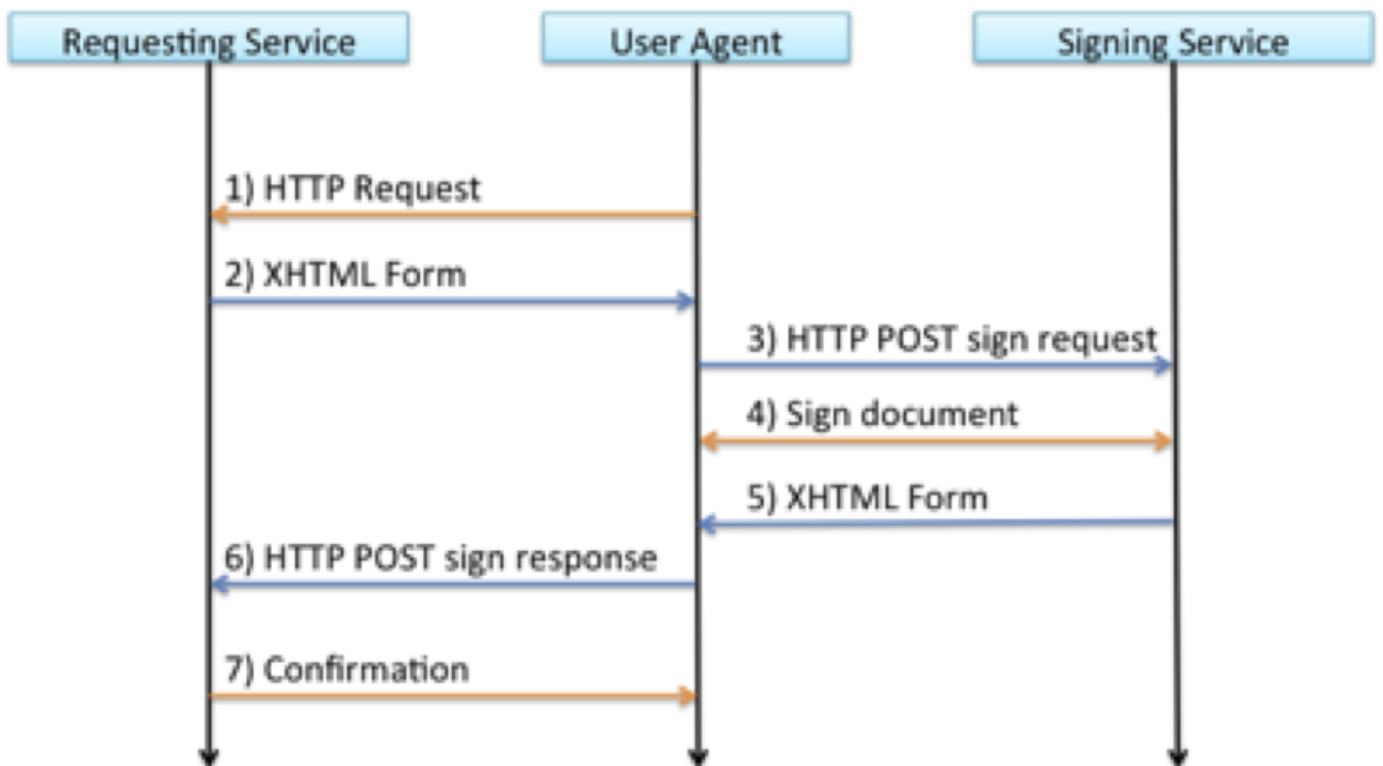 Requesting Service
User Agent
Signing Service
1) HTTP Request
2) XHTML Form
3) HTTP POST sign request
4) Sign document
5) XHTML Form
6) HTTP POST sign response
7) Confirmation